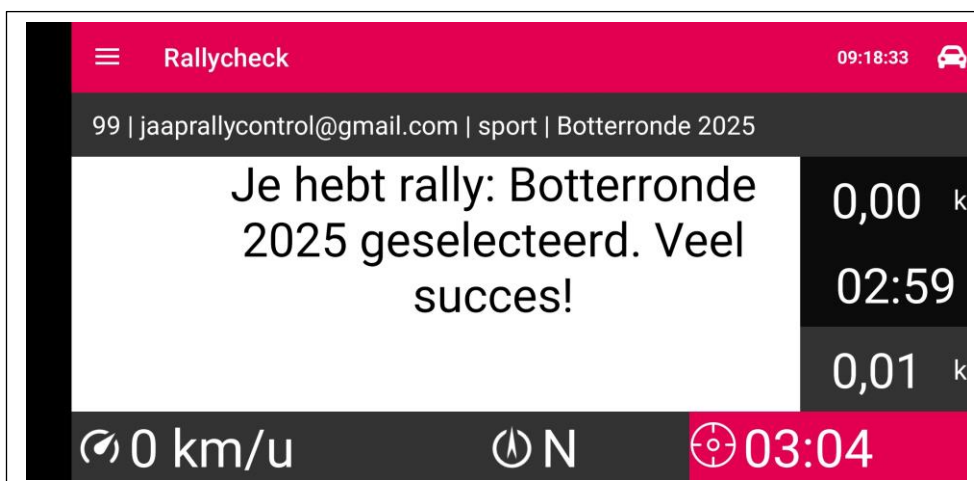 Rallycheck 09:18:33
99 | jaaprallycontrol@gmail.com | sport | Botterronde 2025
Je hebt rally: Botterronde
2025 geselecteerd. Veel
succes!
0,00 k
02:59
0,01 k
0 km/u N 03:04